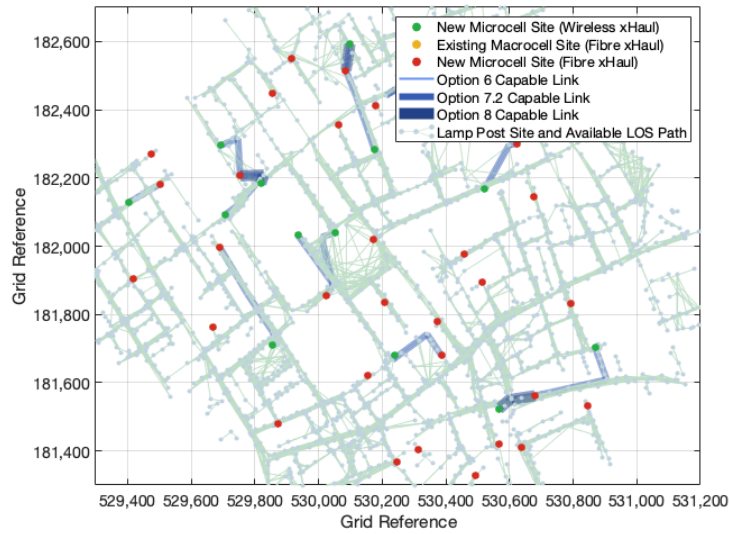 182,600
182,400
182,200
182,000
181,800
181,600
181,400
Grid Reference
New Microcell Site (Wireless xHaul)
Existing Macrocell Site (Fibre xHaul)
New Microcell Site (Fibre xHaul)
Option 6 Capable Link
Option 7.2 Capable Link
Option 8 Capable Link
Lamp Post Site and Available LOS Path
529,400 529,600 529,800 530,000 530,200 530,400 530,600 530,800 531,000 531,200
Grid Reference